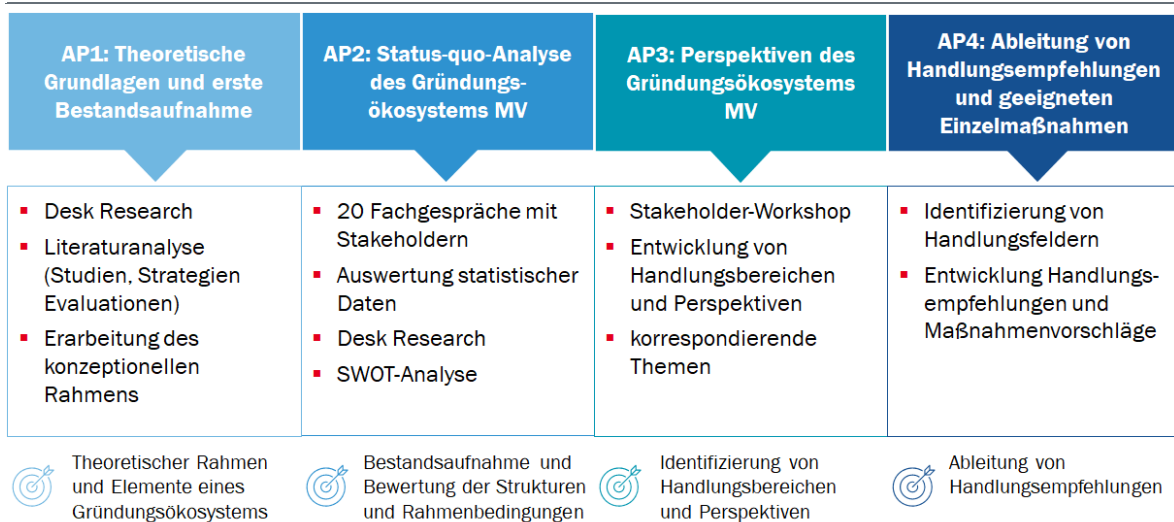 AP1: Theoretische
Grundlagen und erste
Bestandsaufnahme
AP2: Status-quo-Analyse
des Gründungs-
ökosystems MV
AP3: Perspektiven des
Gründungsökosystems
MV
AP4: Ableitung von
Handlungsempfehlungen
und geeigneten
Einzelmaßnahmen
▪ Desk Research
▪ Literaturanalyse
(Studien, Strategien
Evaluationen)
▪ Erarbeitung des
konzeptionellen
Rahmens
▪ 20 Fachgespräche mit
Stakeholdern
▪ Auswertung statistischer
Daten
▪ Desk Research
▪ SWOT-Analyse
▪ Stakeholder-Workshop
▪ Entwicklung von
Handlungsbereichen
und Perspektiven
▪ korrespondierende
Themen
▪ Identifizierung von
Handlungsfeldern
▪ Entwicklung Handlungs-
empfehlungen und
Maßnahmenvorschläge
Theoretischer Rahmen
und Elemente eines
Gründungsökosystems
Bestandsaufnahme und
Bewertung der Strukturen
und Rahmenbedingungen
Identifizierung von
Handlungsbereichen
und Perspektiven
Ableitung von
Handlungsempfehlungen